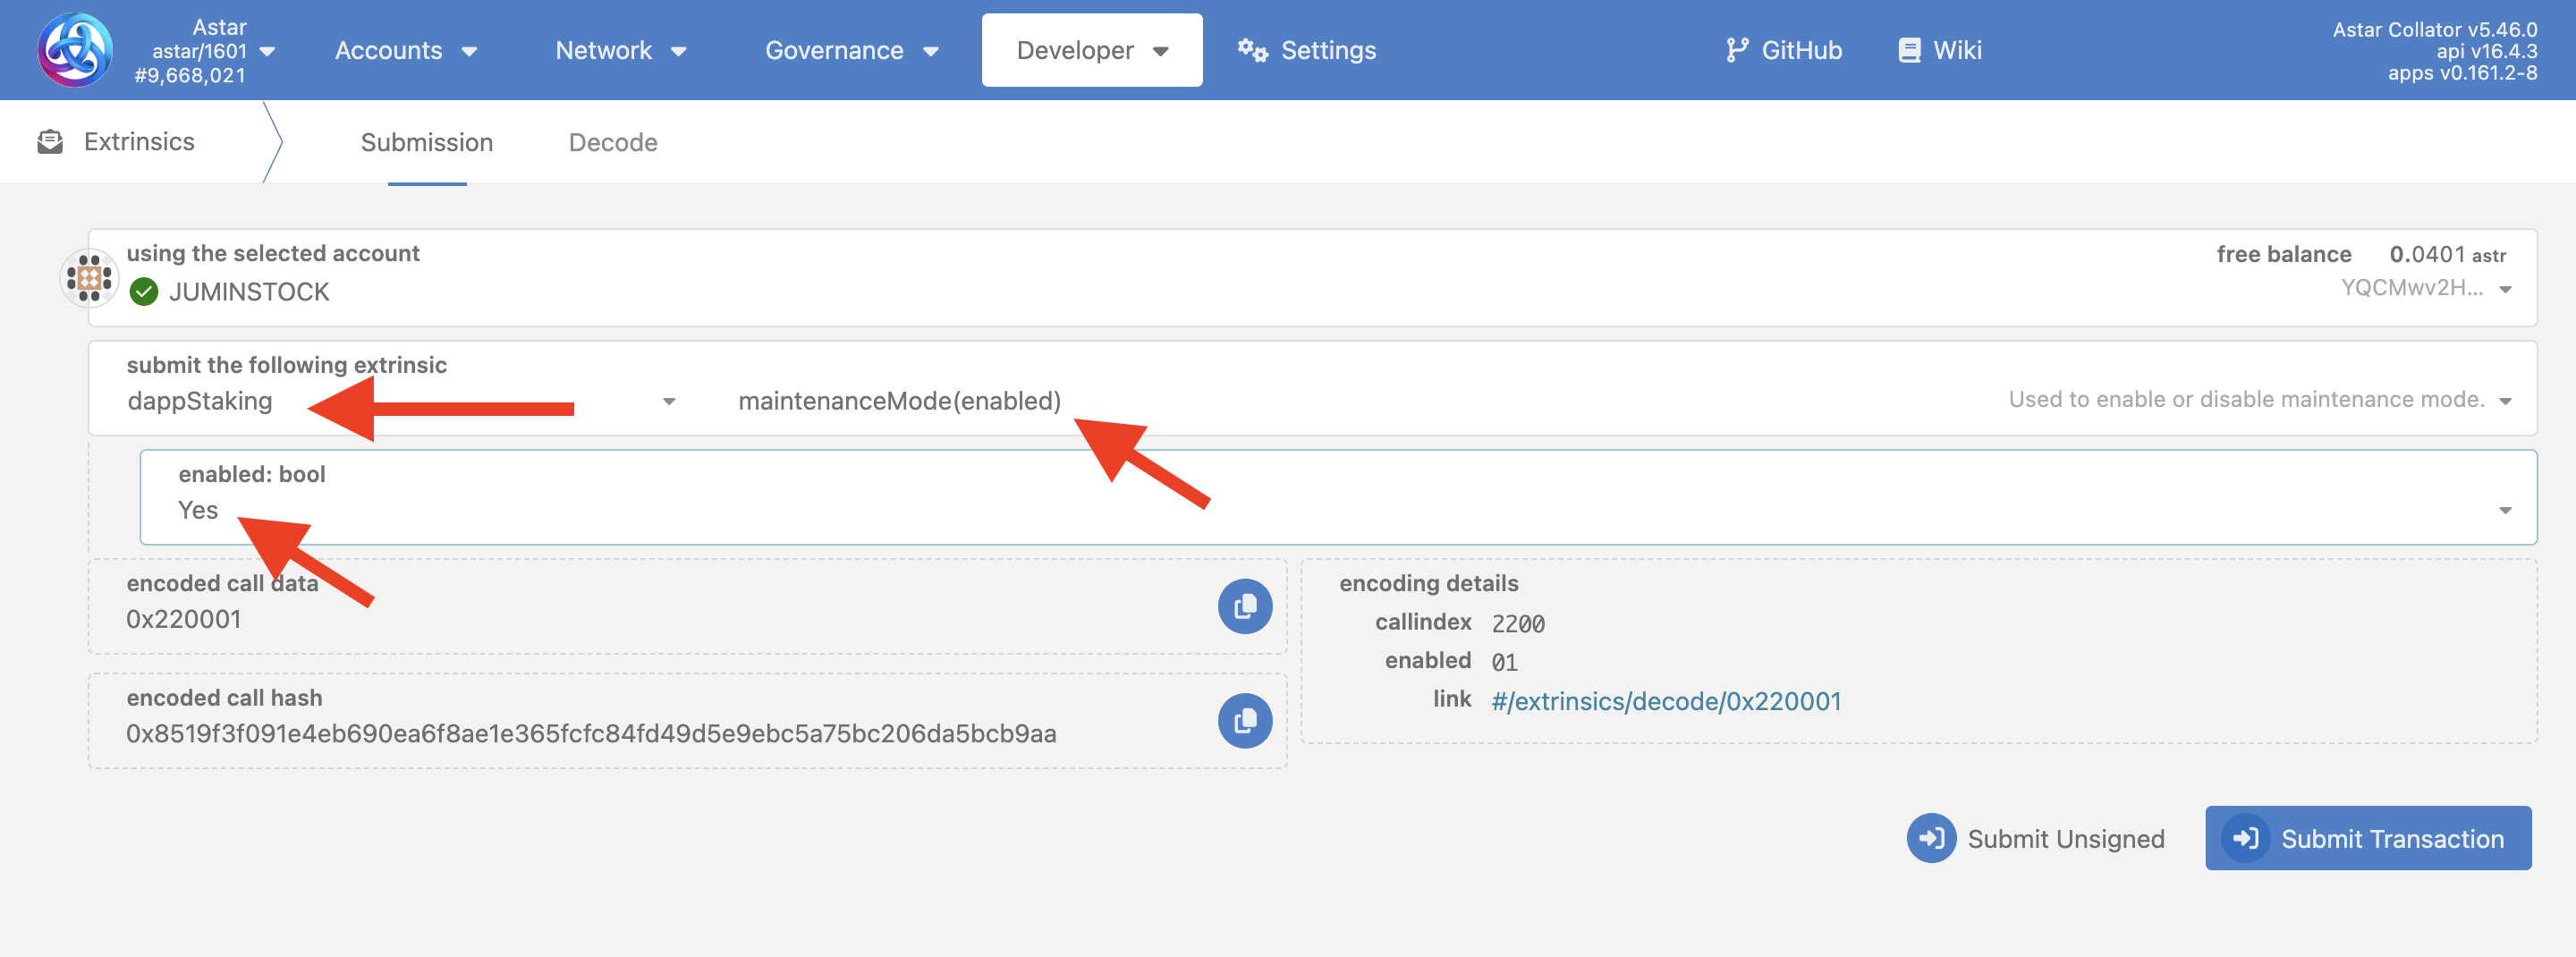 Astar
astar/1601
#9,668,021
Accounts
Network
Governance
Developer
Settings
GitHub
Wiki
Astar Collator v5.46.0
api v16.4.3
apps v0.161.2-8
Extrinsics
Submission
Decode
using the selected account
JUMINSTOCK
free balance 0.0401 astr
YQCMwv2H...
submit the following extrinsic
dappStaking
maintenanceMode(enabled)
Used to enable or disable maintenance mode.
enabled: bool
Yes
encoded call data
0x220001
encoded call hash
0x8519f3f091e4eb690ea6f8ae1e365fcfc84fd49d5e9ebc5a75bc206da5bcb9aa
encoding details
callindex 2200
enabled 01
link #/extrinsics/decode/0x220001
Submit Unsigned
Submit Transaction